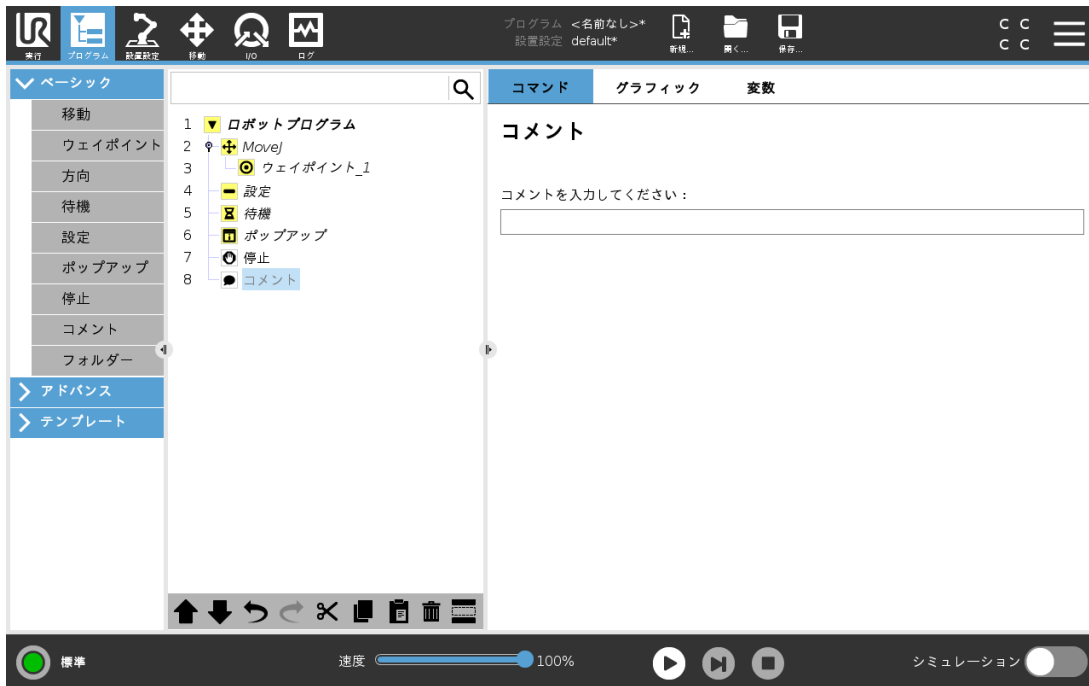 UR
プログラム <名前なし>*
設置設定 default*
C C
C C
実行 プログラム 設置設定 移動 I/O ログ 新規... 開く... 保存...
ベーシック
移動
ウェイポイント
方向
待機
設定
ポップアップ
停止
コメント
フォルダー
アドバンス
テンプレート
1 ロボットプログラム
2 MoveJ
3 ウェイポイント_1
4 設定
5 待機
6 ポップアップ
7 停止
8 コメント
コマンド グラフィック 変数
コメント
コメントを入力してください：
標準 速度 100% シミュレーション